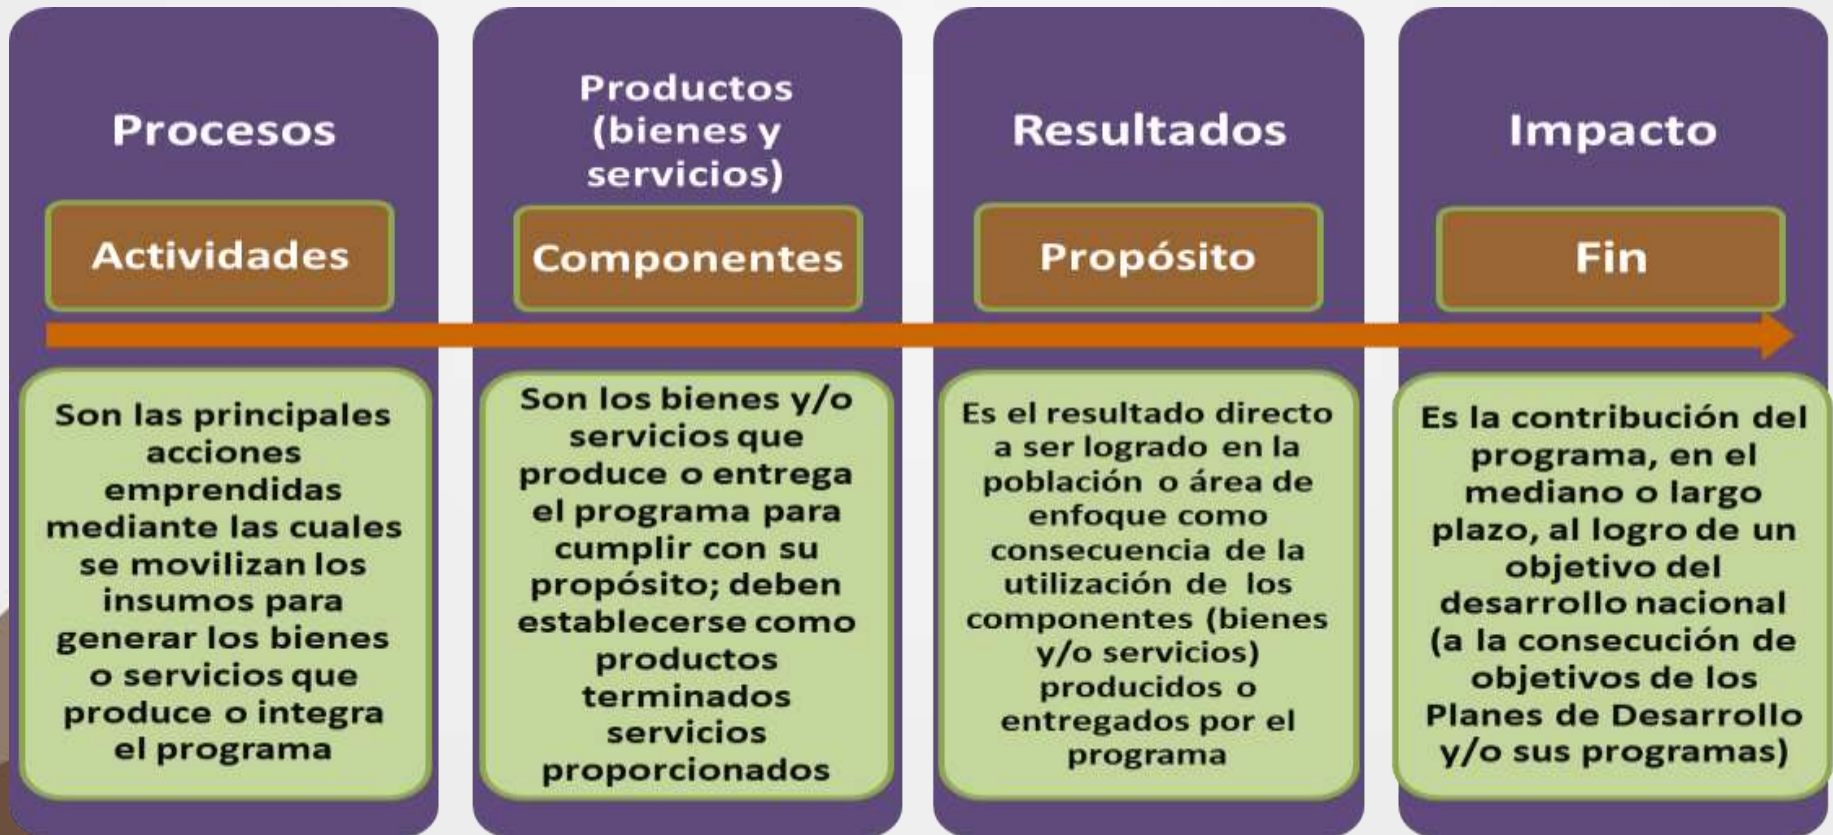 Procesos
Actividades
Son las principales
acciones
emprendidas
mediante las cuales
se movilizan los
insumos para
generar los bienes
o servicios que
produce o integra
el programa
Productos
(bienes y
servicios)
Componentes
Son los bienes y/o
servicios que
produce o entrega
el programa para
cumplir con su
propósito; deben
establecerse como
productos
terminados
servicios
proporcionados
Resultados
Propósito
Es el resultado directo
a ser logrado en la
población o área de
enfoque como
consecuencia de la
utilización de los
componentes (bienes
y/o servicios)
producidos o
entregados por el
programa
Impacto
Fin
Es la contribución del
programa, en el
mediano o largo
plazo, al logro de un
objetivo del
desarrollo nacional
(a la consecución de
objetivos de los
Planes de Desarrollo
y/o sus programas)